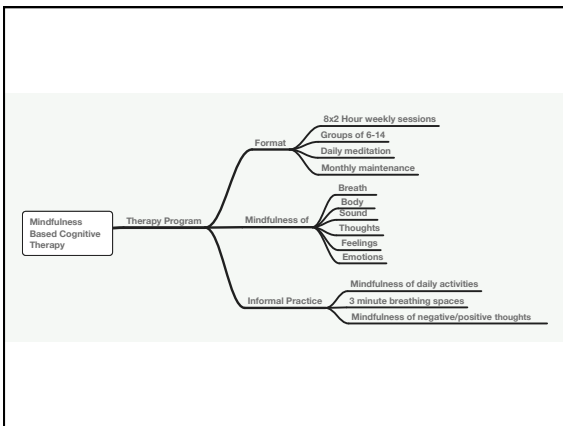 Mindfulness
Based Cognitive
Therapy
Therapy Program
Format
8x2 Hour weekly sessions
Groups of 6-14
Daily meditation
Monthly maintenance
Mindfulness of
Breath
Body
Sound
Thoughts
Feelings
Emotions
Informal Practice
Mindfulness of daily activities
3 minute breathing spaces
Mindfulness of negative/positive thoughts